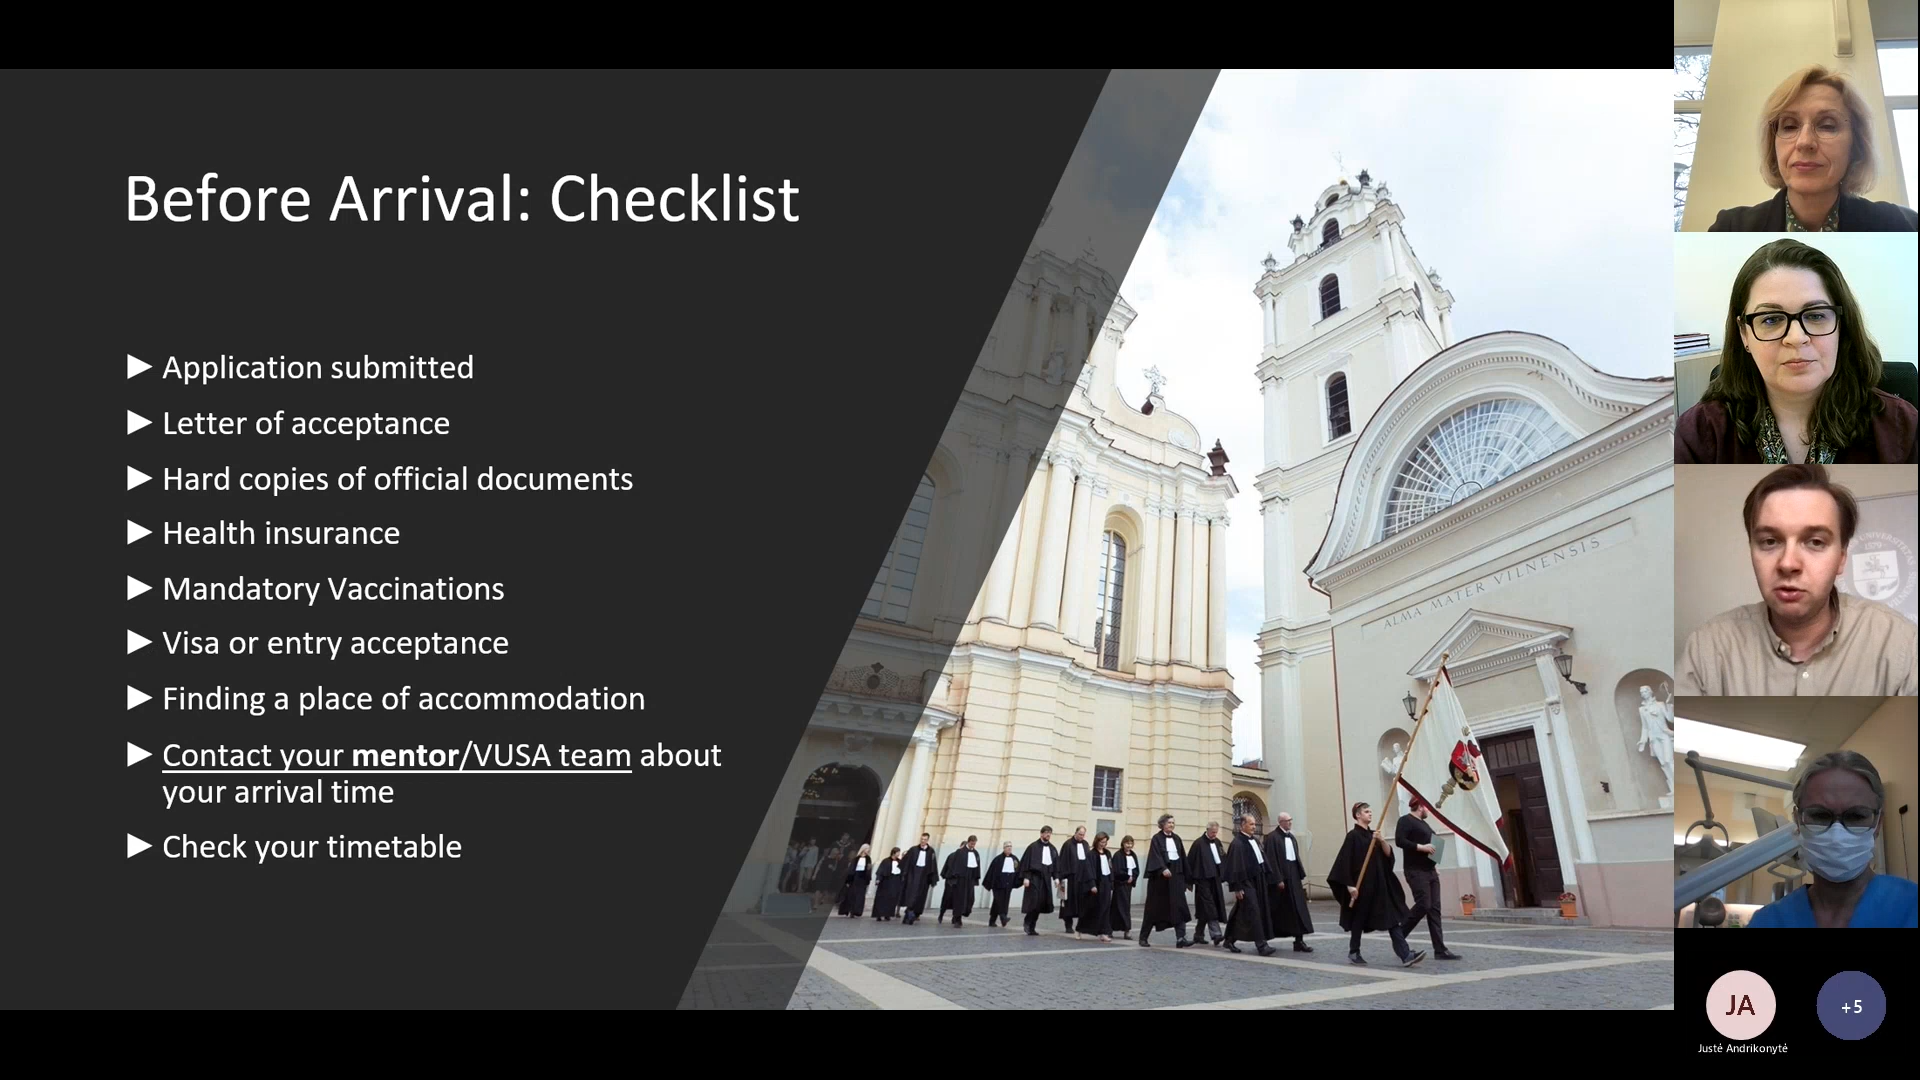 Before Arrival: Checklist
Application submitted
Letter of acceptance
Hard copies of official documents
Health insurance
Mandatory Vaccinations
Visa or entry acceptance
Finding a place of accommodation
Contact your mentor/VUSA team about
your arrival time
Check your timetable
ALMA MATER VILNENSIS
JA
+5
Justė Andrikonytė